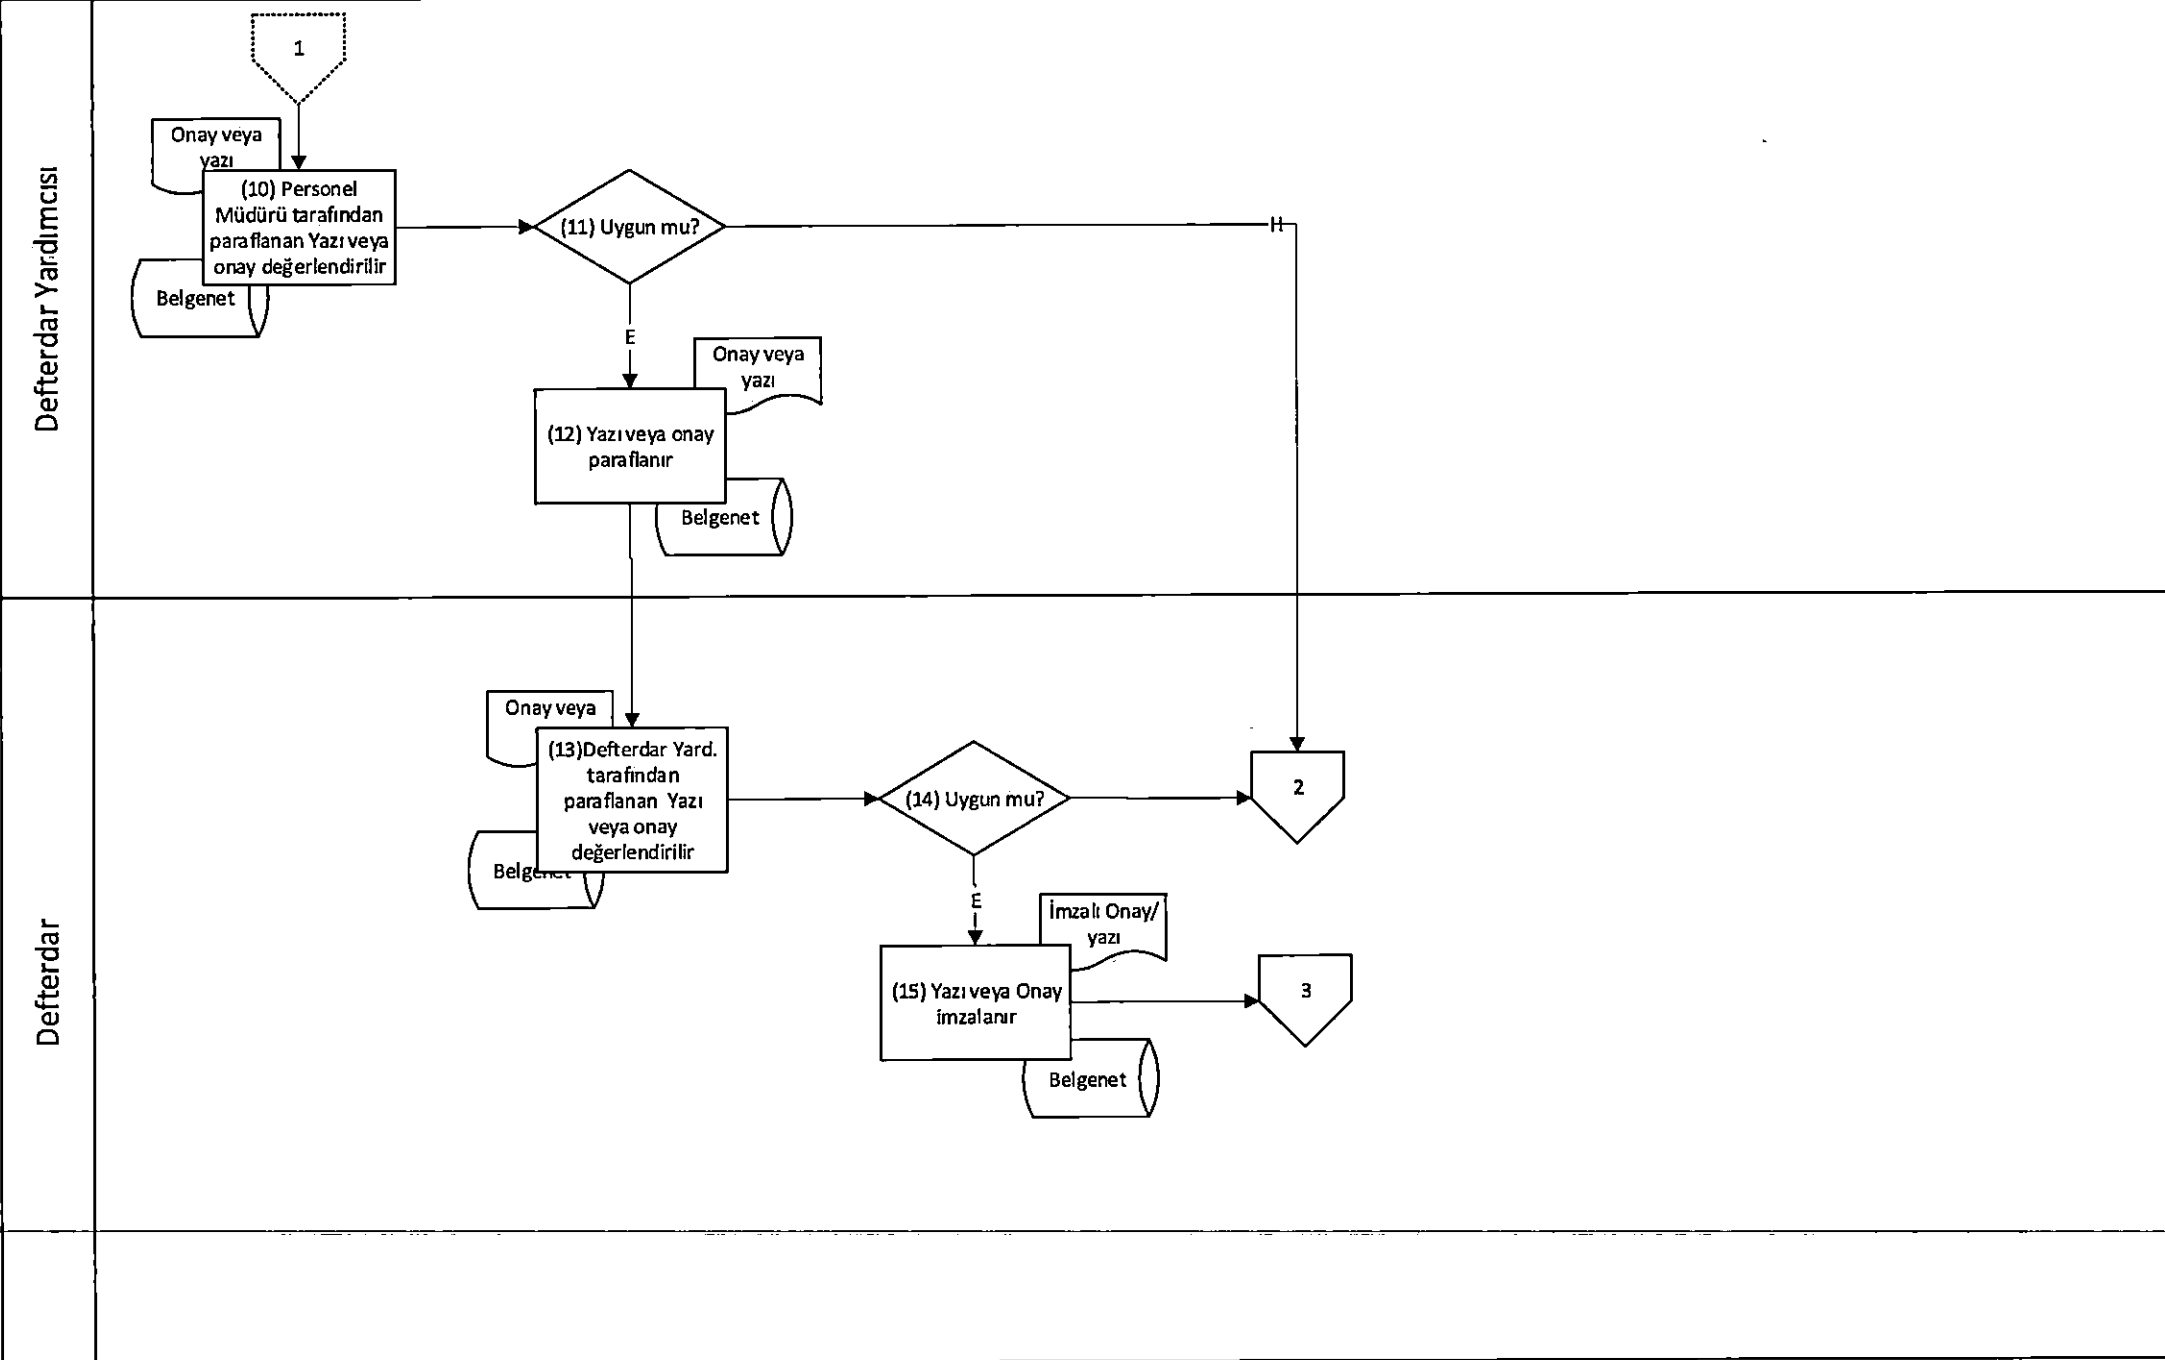 Defterdar Yardımcısı
1
Onay veya
yazı
(10) Personel
Müdürü tarafından
paraflanan Yazı veya
onay değerlendirilir
Belgenet
(11) Uygun mu?
H
E
Onay veya
yazı
(12) Yazı veya onay
paraflanır
Belgenet
Defterdar
Onay veya
(13)Defterdar Yard.
tarafından
paraflanan Yazı
veya onay
değerlendirilir
Belgenet
(14) Uygun mu?
2
E
İmzalı Onay/
yazı
(15) Yazı veya Onay
imzalanır
3
Belgenet